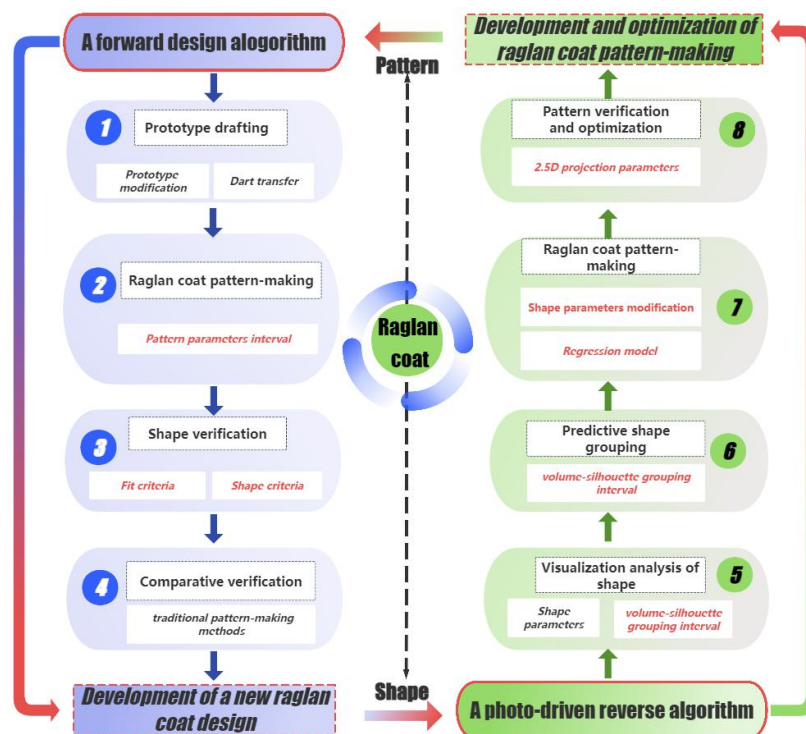 A forward design alogorithm
1
Prototype drafting
Prototype
modification
Dart transfer
2
Raglan coat pattern-making
Pattern parameters interval
3
Shape verification
Fit criteria
Shape criteria
4
Comparative verification
traditional pattern-making
methods
Development of a new raglan
coat design
Pattern
Raglan
coat
Shape
Development and optimization of
raglan coat pattern-making
Pattern verification
and optimization
8
2.5D projection parameters
Raglan coat pattern-
making
7
Shape parameters modification
Regression model
Predictive shape
grouping
6
volume-silhouette grouping
interval
Visualization analysis of
shape
5
Shape
parameters
volume-silhouette
grouping interval
A photo-driven reverse algorithm